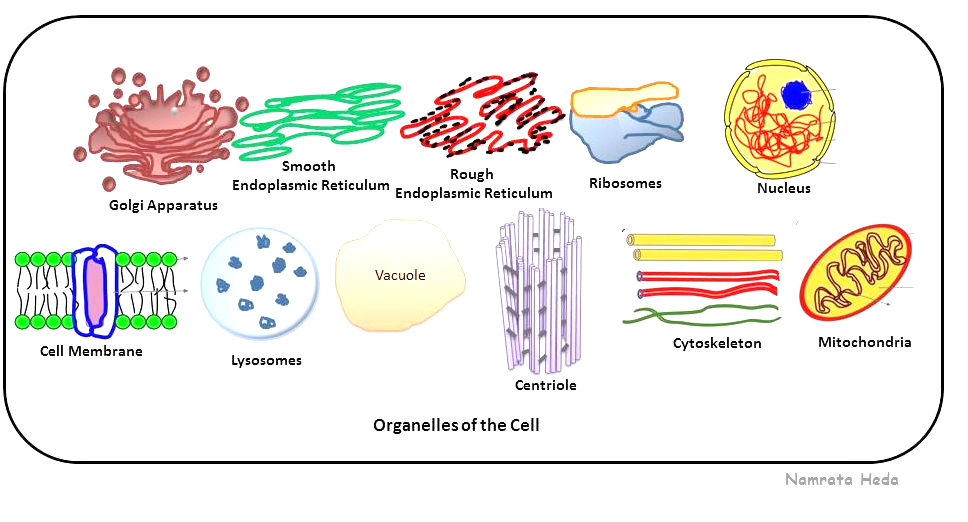 Golgi Apparatus
Smooth
Endoplasmic Reticulum
Rough
Endoplasmic Reticulum
Ribosomes
Nucleus
Cell Membrane
Lysosomes
Vacuole
Centriole
Cytoskeleton
Mitochondria
Organelles of the Cell
Namrata Heda